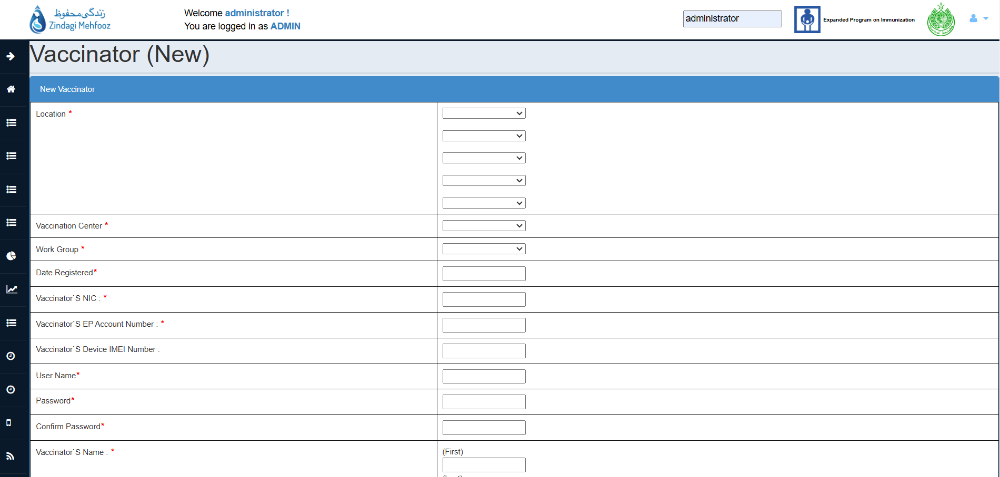 زندگی محفوظ
Zindagi Mehfooz
Welcome administrator !
You are logged in as ADMIN
administrator
Expanded Program on Immunization
Vaccinator (New)
New Vaccinator
Location *
Vaccination Center *
Work Group *
Date Registered*
Vaccinator`S NIC : *
Vaccinator`S EP Account Number : *
Vaccinator`S Device IMEI Number :
User Name*
Password*
Confirm Password*
Vaccinator`S Name : *
(First)